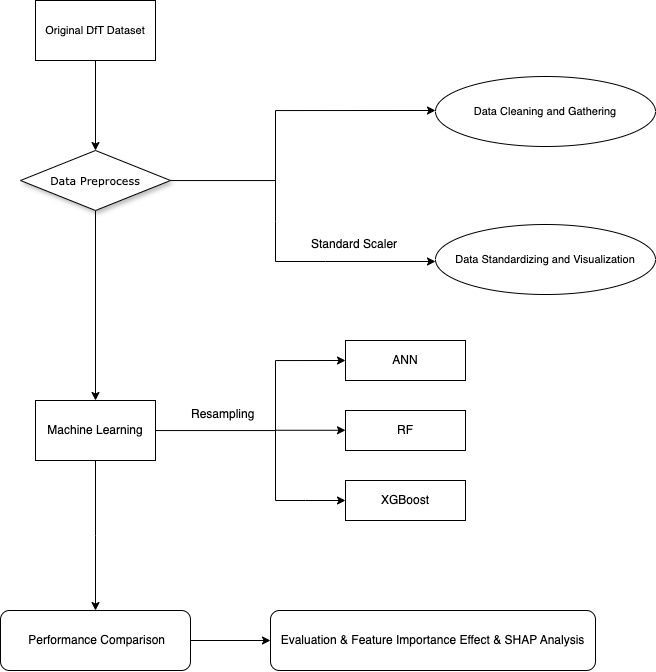 Original DfT Dataset
Data Cleaning and Gathering
Data Preprocess
Standard Scaler
Data Standardizing and Visualization
ANN
Resampling
Machine Learning
RF
XGBoost
Performance Comparison
Evaluation & Feature Importance Effect & SHAP Analysis